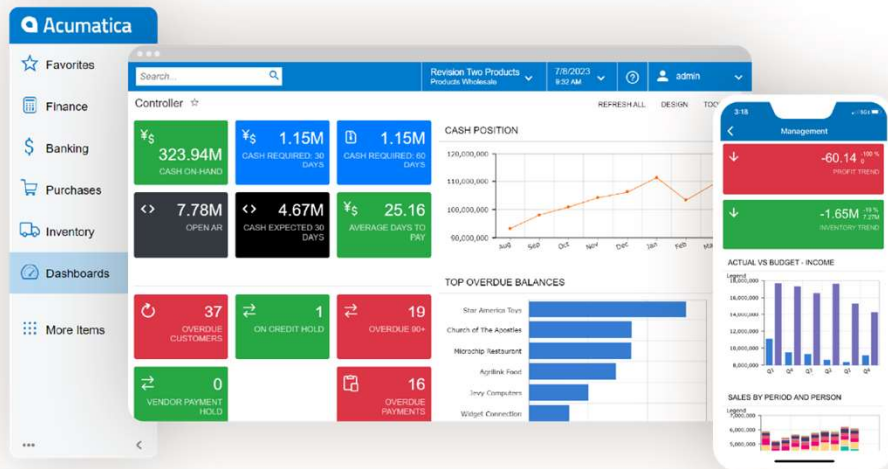 Acumatica
Favorites
Finance
Banking
Purchases
Inventory
Dashboards
More Items
Search...
Revision Two Products
Products Wholesale
7/8/2023
9:32 AM
admin
Controller
REFRESH ALL
DESIGN
¥$
323.94M
CASH ON-HAND
¥$
1.15M
CASH REQUIRED: 30
DAYS
1.15M
CASH REQUIRED: 60
DAYS
7.78M
OPEN AR
4.67M
CASH EXPECTED 30
DAYS
¥$
25.16
AVERAGE DAYS TO
PAY
37
OVERDUE
CUSTOMERS
1
ON CREDIT HOLD
19
OVERDUE 90+
0
VENDOR PAYMENT
HOLD
16
OVERDUE
PAYMENTS
CASH POSITION
120,000,000
110,000,000
100,000,000
90,000,000
Aug
Sep
Oct
Nov
Dec
Jan
Feb
TOP OVERDUE BALANCES
Star America Toys
Church of The Apostles
Microchip Restaurant
Agrilink Food
Jevy Computers
Widget Connection
3:18
Management
-60.14
PROFIT TREND
-1.65M
7.27M
INVENTORY TREND
ACTUAL VS BUDGET - INCOME
Legend
18,000,000
16,000,000
14,000,000
12,000,000
10,000,000
8,000,000
SALES BY PERIOD AND PERSON
Legend
7,000,000
6,000,000
5,000,000